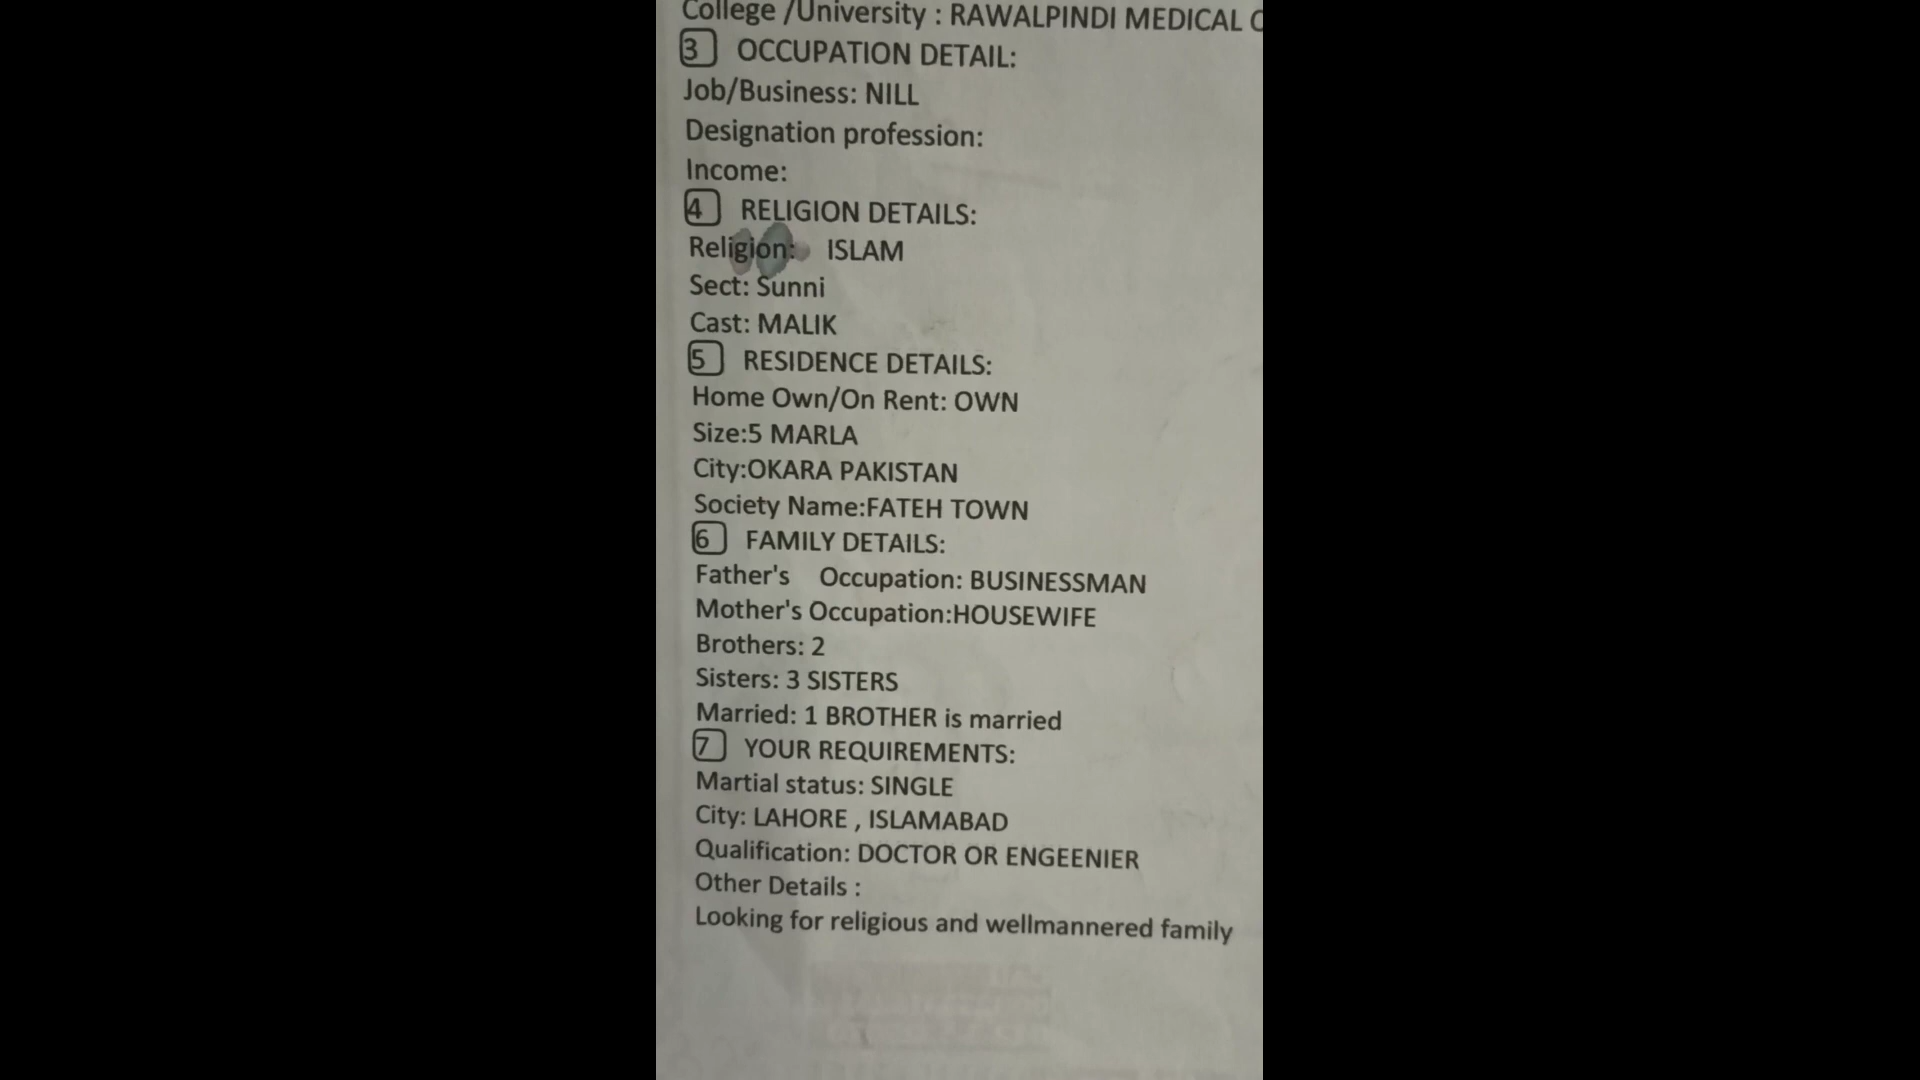 College /University : RAWALPINDI MEDICAL
3 OCCUPATION DETAIL:
Job/Business: NILL
Designation profession:
Income:
4 RELIGION DETAILS:
Religion: ISLAM
Sect: Sunni
Cast: MALIK
5 RESIDENCE DETAILS:
Home Own/On Rent: OWN
Size:5 MARLA
City:OKARA PAKISTAN
Society Name:FATEH TOWN
6 FAMILY DETAILS:
Father's Occupation: BUSINESSMAN
Mother's Occupation:HOUSEWIFE
Brothers: 2
Sisters: 3 SISTERS
Married: 1 BROTHER is married
7 YOUR REQUIREMENTS:
Martial status: SINGLE
City: LAHORE , ISLAMABAD
Qualification: DOCTOR OR ENGEENIER
Other Details :
Looking for religious and wellmannered family